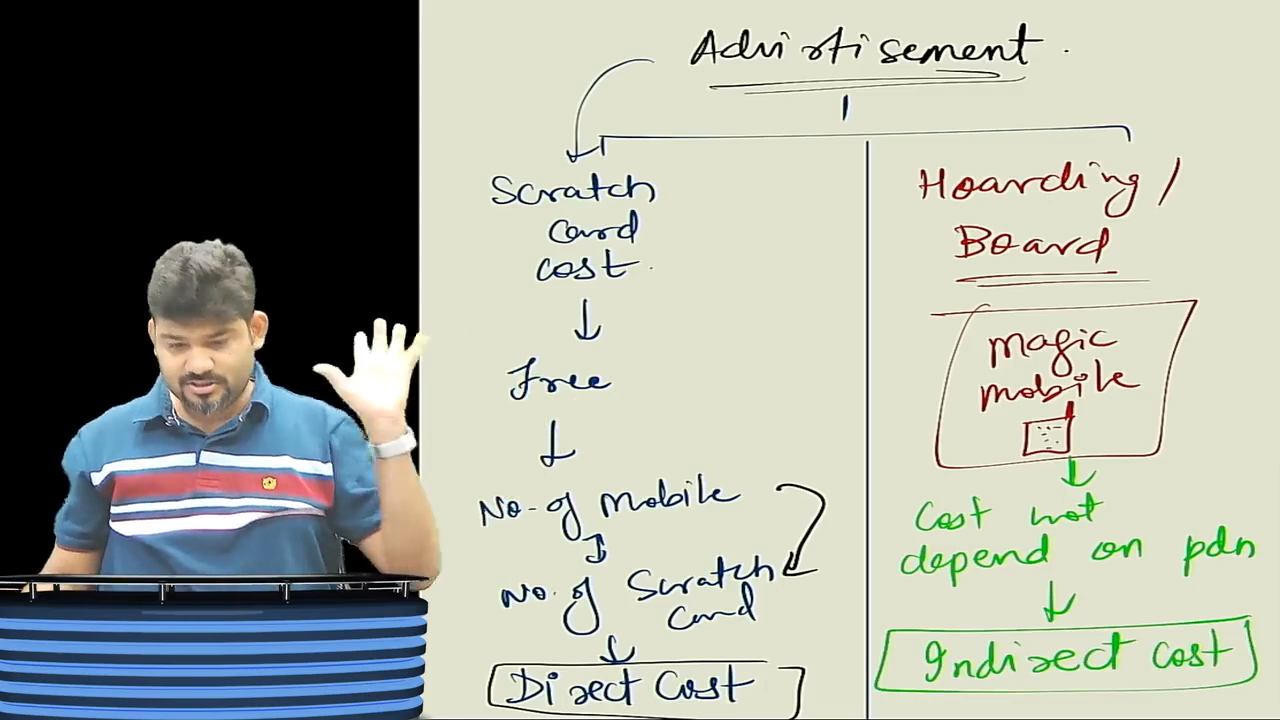 Advirtisement.
Scratch
card
cost.
Free
No. of mobile
No. of Scratch
card
Direct Cost
Hoarding/
Board
Magic
mobile
Cost not
depend on pdn
Indirect Cost